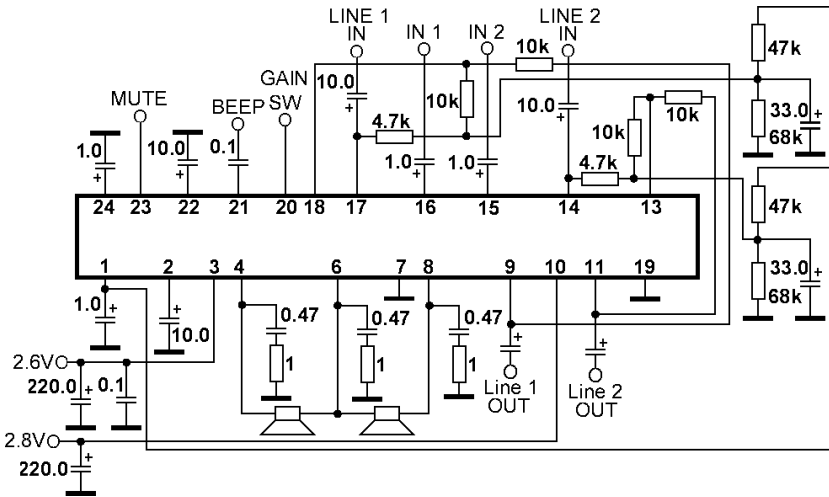 LINE 1
IN
IN 1
IN 2
LINE 2
IN
10k
47k
GAIN
SW
MUTE
BEEP
10.0
10k
10.0
10k
33.0
68k
4.7k
10k
1.0
10.0
0.1
1.0
1.0
4.7k
24
23
22
21
20
18
17
16
15
14
13
47k
1
2
3
4
6
7
8
9
10
11
19
33.0
68k
1.0
10.0
0.47
0.47
0.47
1
1
1
2.6V
220.0
0.1
Line 1
OUT
Line 2
OUT
2.8V
220.0